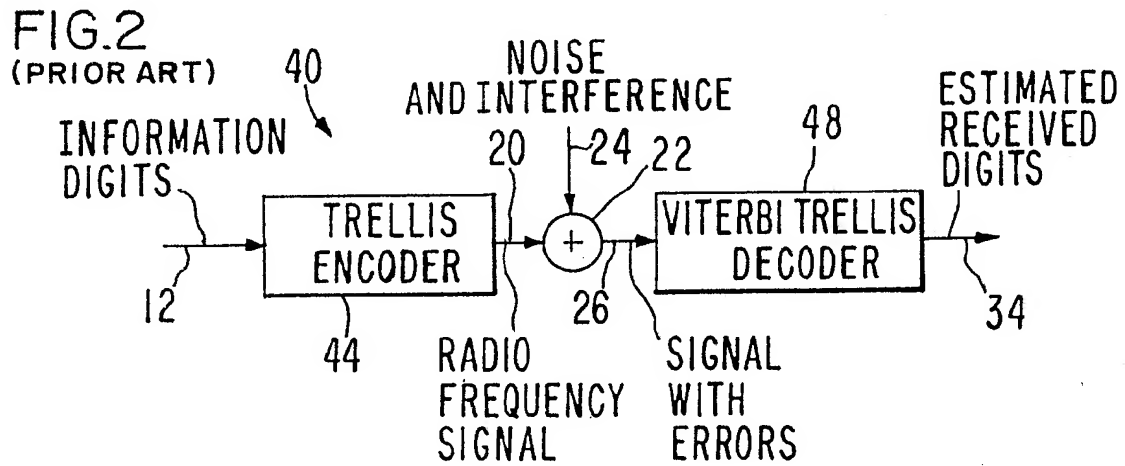 FIG.2
(PRIOR ART)
40
NOISE
AND INTERFERENCE
INFORMATION
DIGITS
20
24
22
48
ESTIMATED
RECEIVED
DIGITS
TRELLIS
ENCODER
+
VITERBI TRELLIS
DECODER
12
44
26
34
RADIO
FREQUENCY
SIGNAL
SIGNAL
WITH
ERRORS